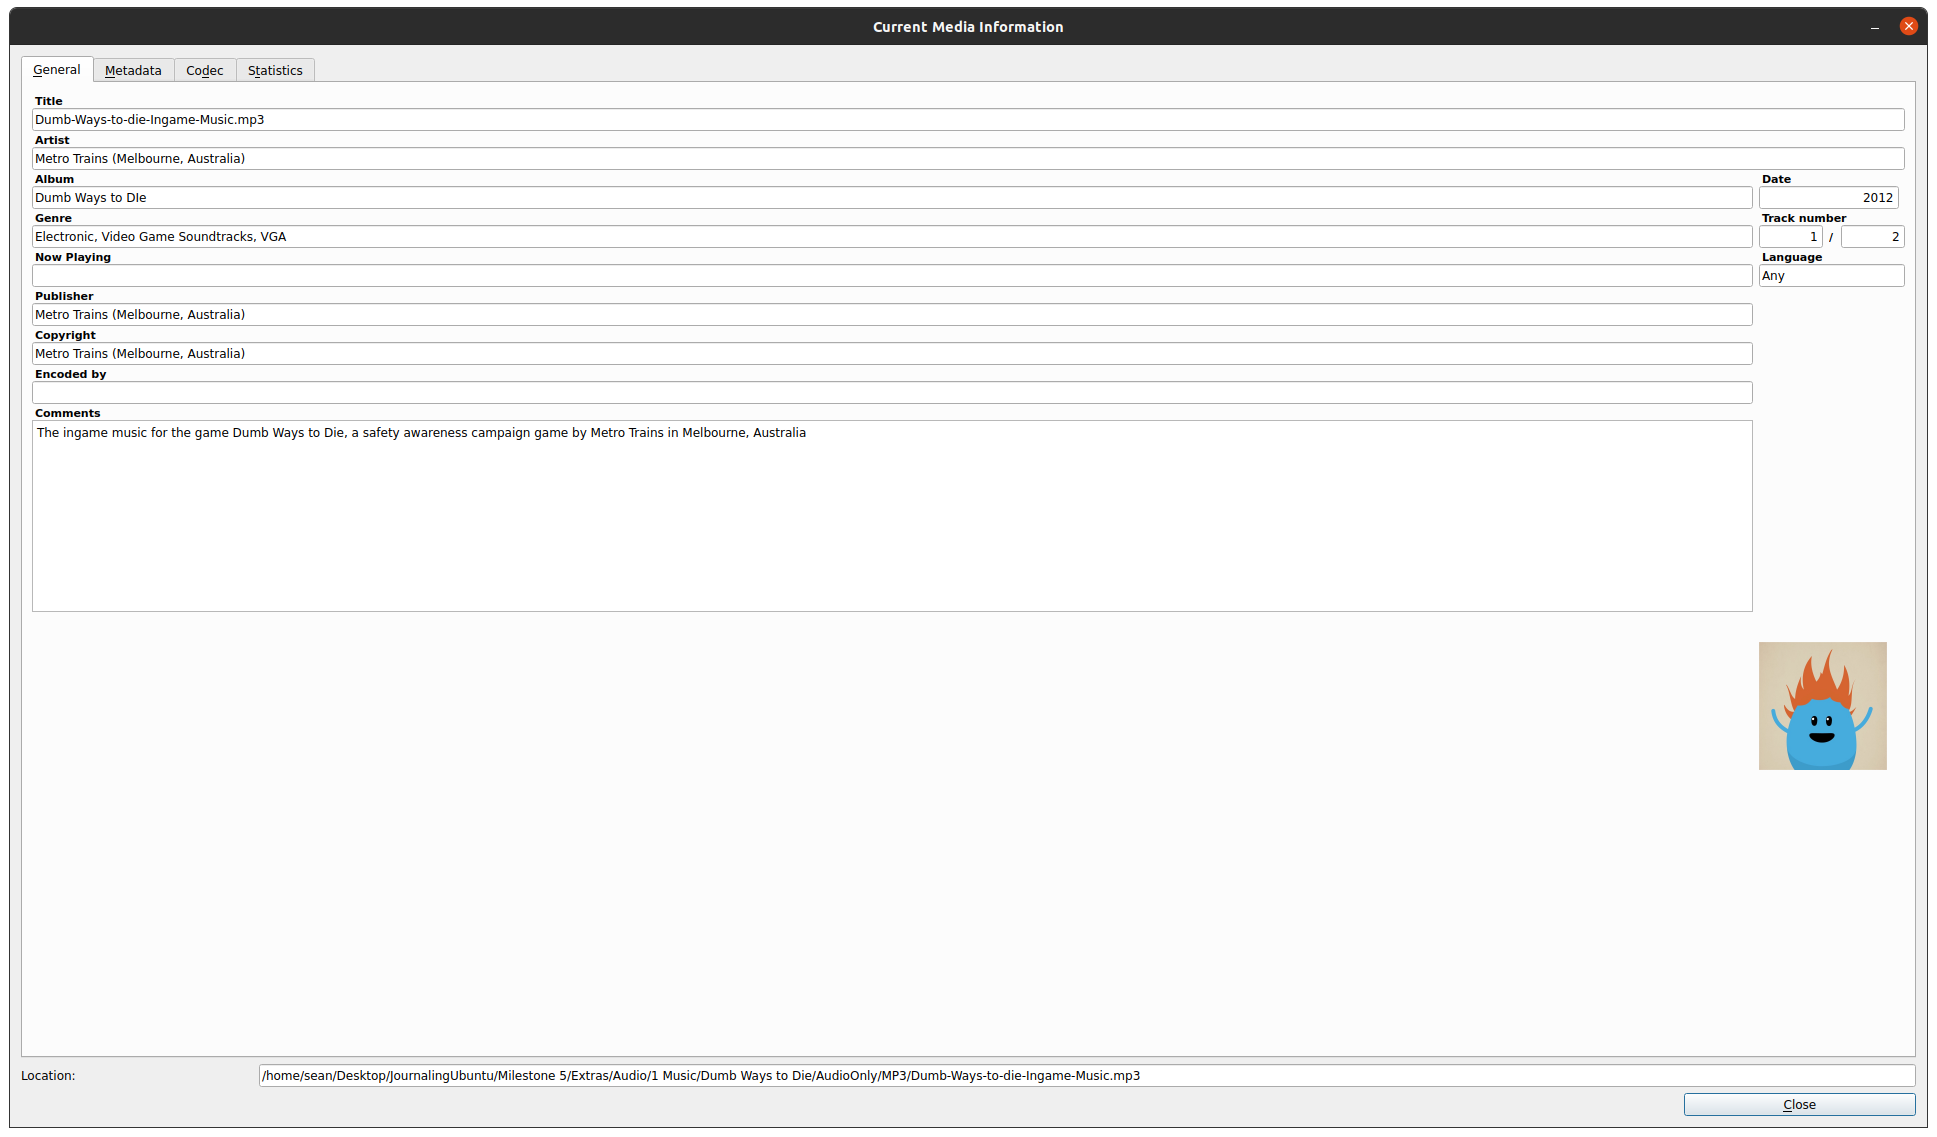 Current Media Information
General Metadata Codec Statistics
Title
Dumb-Ways-to-die-Ingame-Music.mp3
Artist
Metro Trains (Melbourne, Australia)
Album Date
Dumb Ways to DIe 2012
Genre Track number
Electronic, Video Game Soundtracks, VGA 1 / 2
Now Playing Language
Any
Publisher
Metro Trains (Melbourne, Australia)
Copyright
Metro Trains (Melbourne, Australia)
Encoded by
Comments
The ingame music for the game Dumb Ways to Die, a safety awareness campaign game by Metro Trains in Melbourne, Australia
Location: /home/sean/Desktop/JournalingUbuntu/Milestone 5/Extras/Audio/1 Music/Dumb Ways to Die/AudioOnly/MP3/Dumb-Ways-to-die-Ingame-Music.mp3
Close